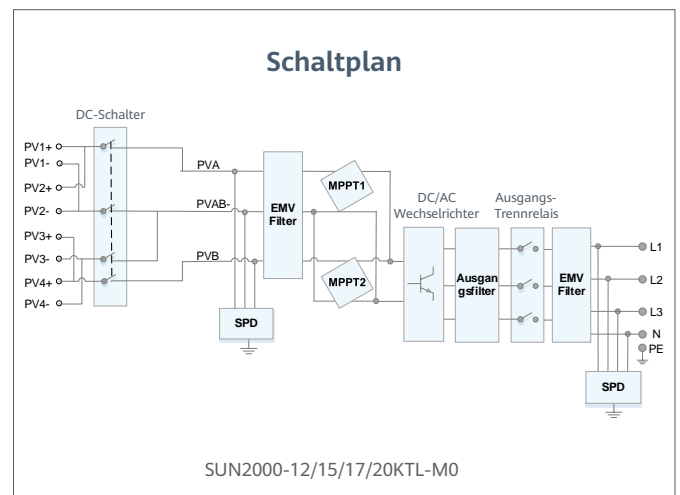 Schaltplan
DC-Schalter
PV1+
PV1-
PV2+
PV2-
PV3+
PV3-
PV4+
PV4-
PVA
PVAB-
PVB
EMV
Filter
SPD
MPPT1
MPPT2
DC/AC
Wechselrichter
Ausgan
gsfilter
Ausgangs-
Trennrelais
EMV
Filter
L1
L2
L3
N
PE
SPD
SUN2000-12/15/17/20KTL-M0